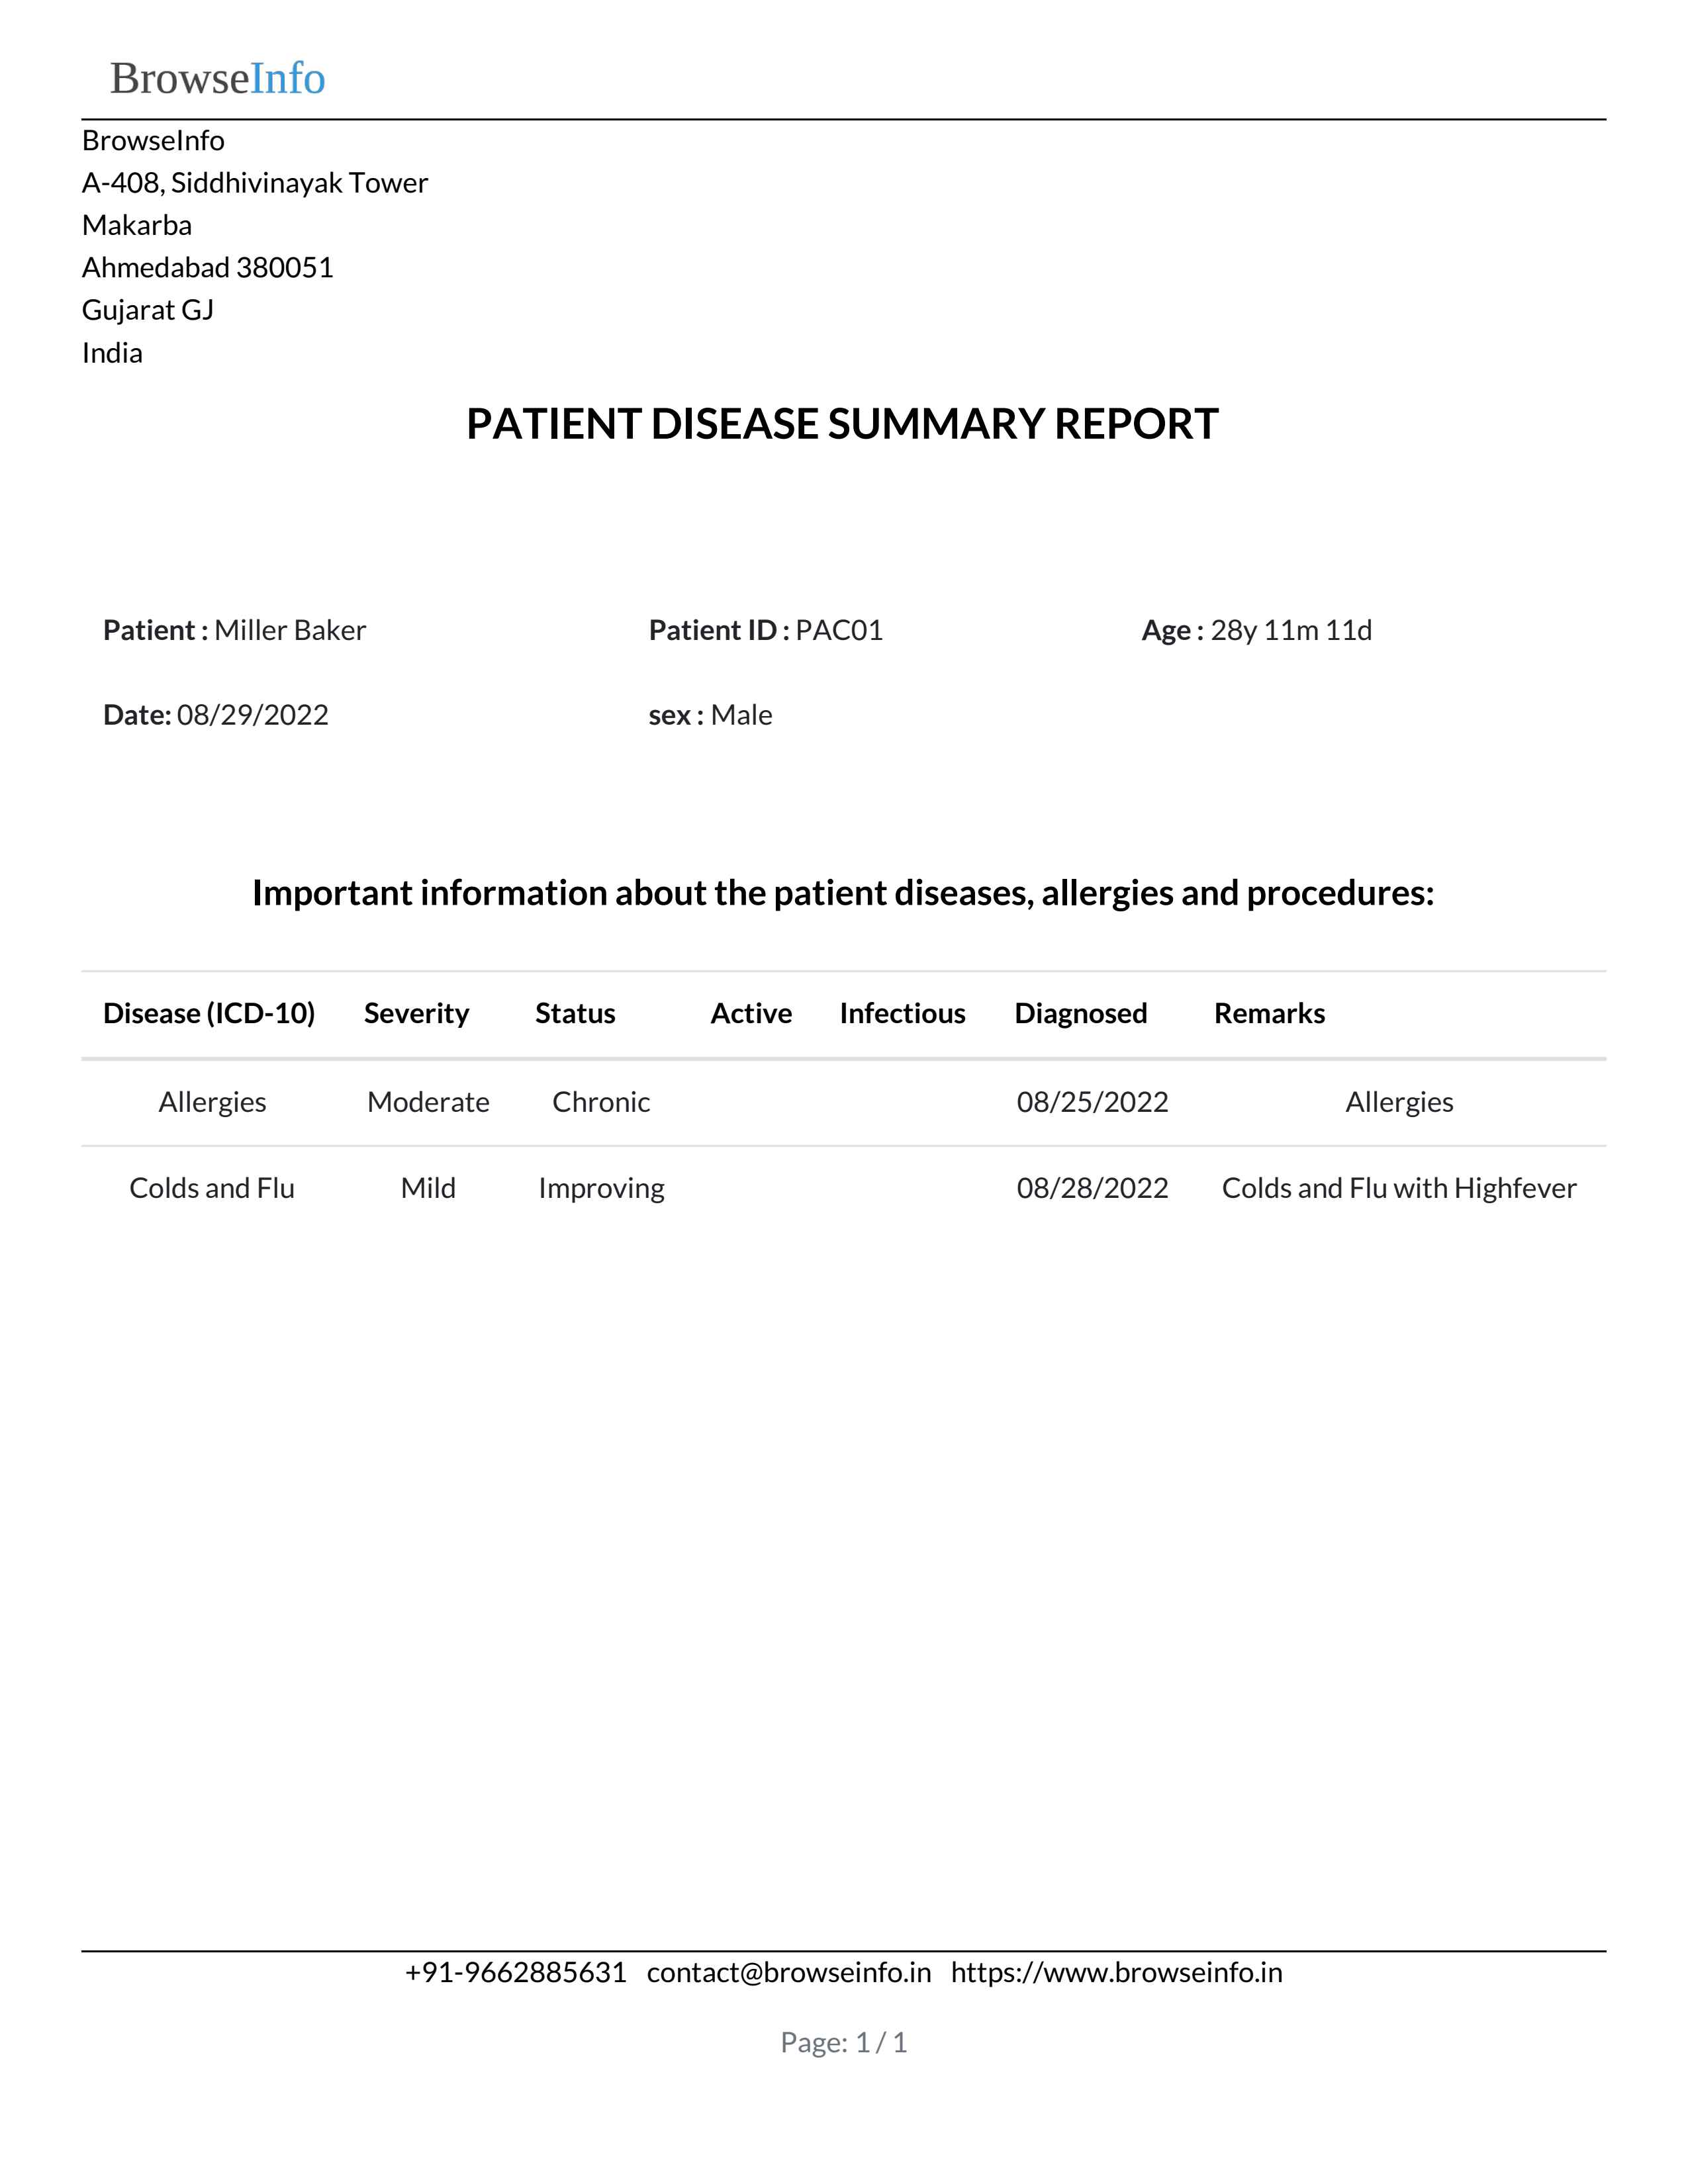 BrowseInfo
BrowseInfo
A-408, Siddhivinayak Tower
Makarba
Ahmedabad 380051
Gujarat GJ
India
PATIENT DISEASE SUMMARY REPORT
Patient : Miller Baker Patient ID : PAC01 Age : 28y 11m 11d
Date: 08/29/2022 sex : Male
Important information about the patient diseases, allergies and procedures:
Disease (ICD-10) Severity Status Active Infectious Diagnosed Remarks
Allergies Moderate Chronic 08/25/2022 Allergies
Colds and Flu Mild Improving 08/28/2022 Colds and Flu with Highfever
+91-9662885631 contact@browseinfo.in https://www.browseinfo.in
Page: 1 / 1